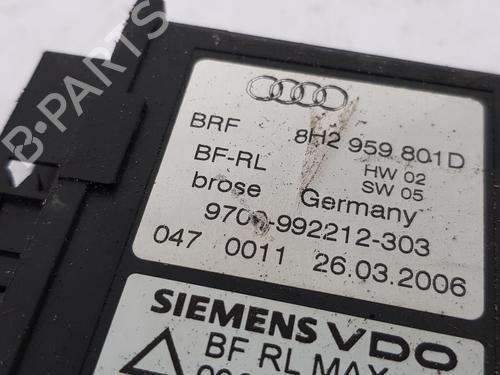 B-PARTS
BRF 8H2 959 801D
BF-RL HW 02
SW 05
brose Germany
9700-992212-303
047 0011 26.03.2006
SIEMENS VDO
BF RL MAX